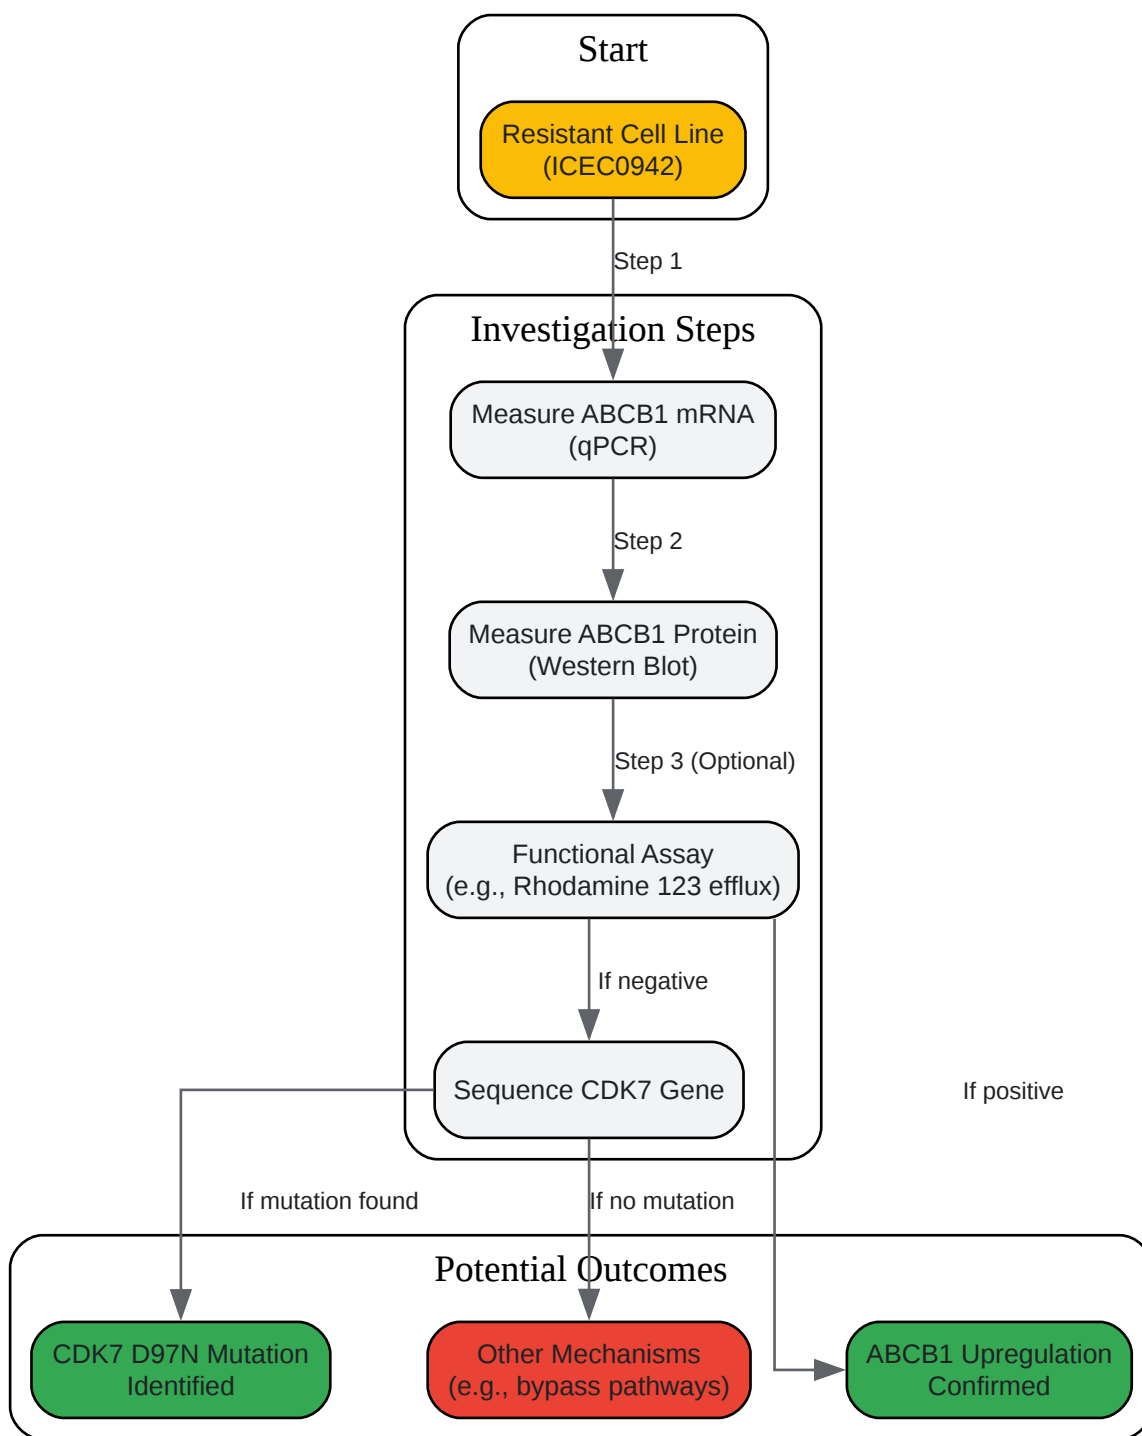 Start
Resistant Cell Line
(ICEC0942)
Step 1
Investigation Steps
Measure ABCB1 mRNA
(qPCR)
Step 2
Measure ABCB1 Protein
(Western Blot)
Step 3 (Optional)
Functional Assay
(e.g., Rhodamine 123 efflux)
If negative
Sequence CDK7 Gene
If positive
If mutation found
If no mutation
Potential Outcomes
CDK7 D97N Mutation
Identified
Other Mechanisms
(e.g., bypass pathways)
ABCB1 Upregulation
Confirmed